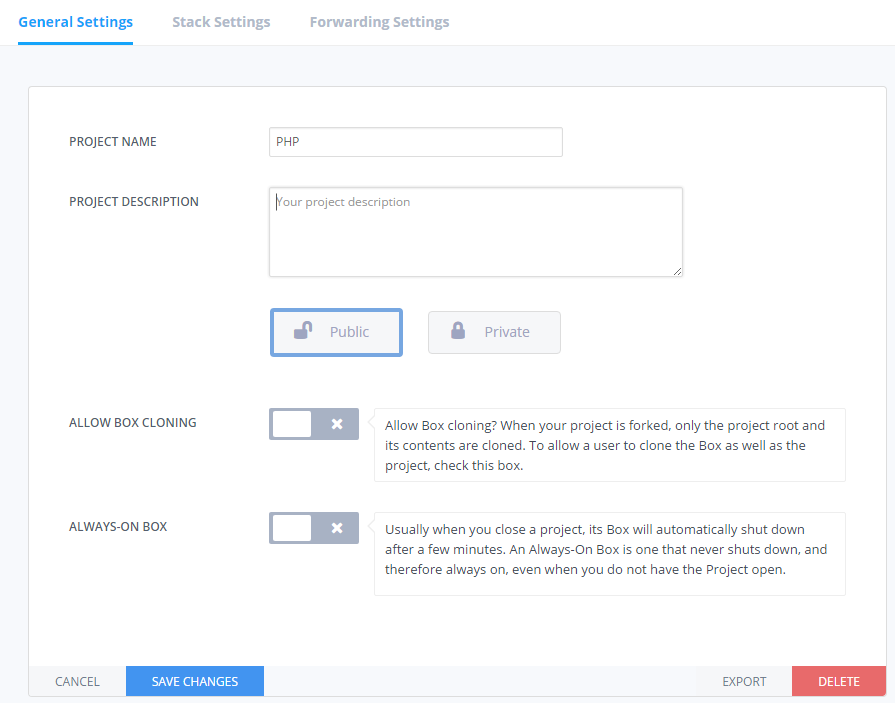 General Settings Stack Settings Forwarding Settings
PROJECT NAME PHP
PROJECT DESCRIPTION Your project description
Public Private
ALLOW BOX CLONING
Allow Box cloning? When your project is forked, only the project root and
its contents are cloned. To allow a user to clone the Box as well as the
project, check this box.
ALWAYS-ON BOX
Usually when you close a project, its Box will automatically shut down
after a few minutes. An Always-On Box is one that never shuts down, and
therefore always on, even when you do not have the Project open.
CANCEL SAVE CHANGES EXPORT DELETE